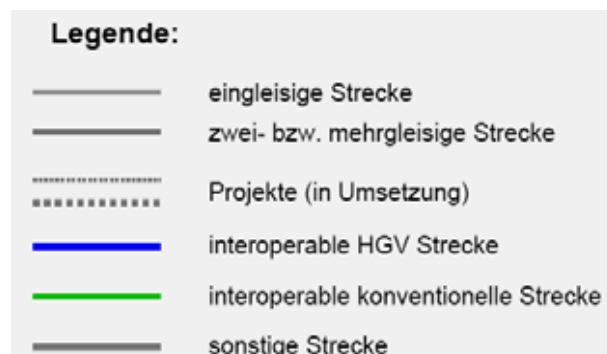 Legende:
eingleisige Strecke
zwei- bzw. mehrgleisige Strecke
Projekte (in Umsetzung)
interoperable HGV Strecke
interoperable konventionelle Strecke
sonstige Strecke